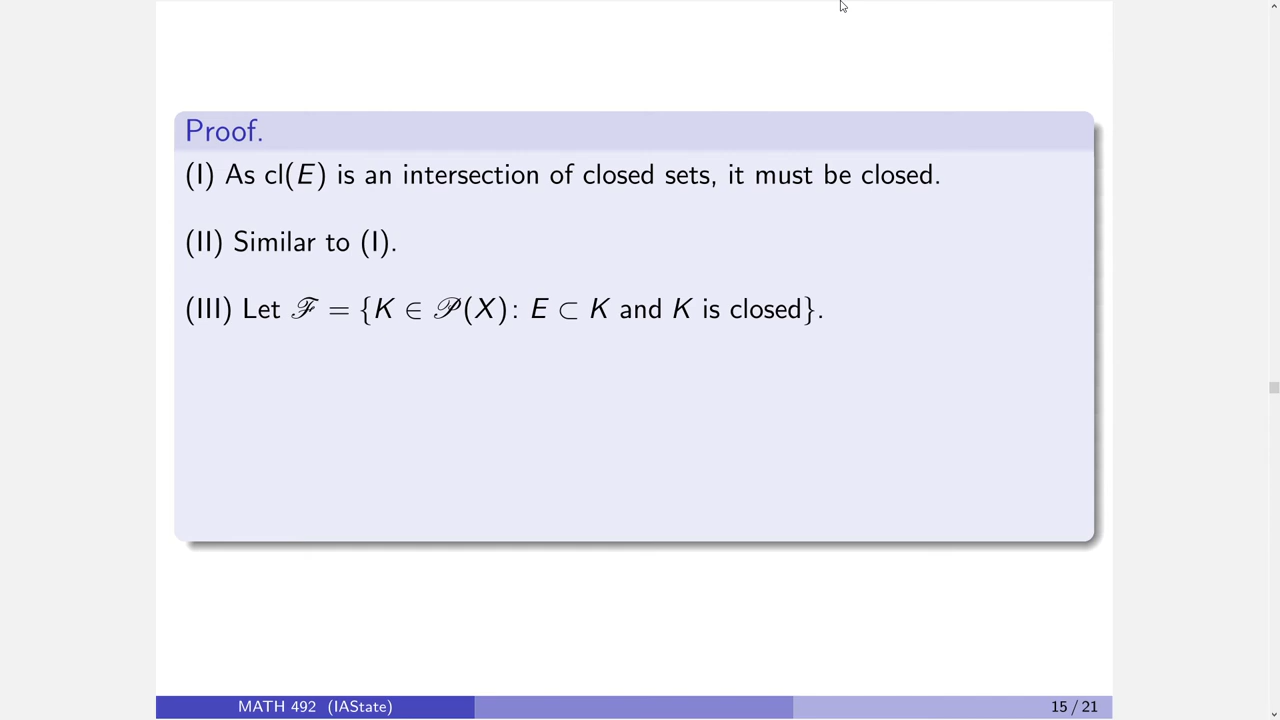 Proof.
(I) As cl(E) is an intersection of closed sets, it must be closed.
(II) Similar to (I).
(III) Let ℱ = {K ∈ 𝒫(X): E ⊂ K and K is closed}.
MATH 492 (IAState)
15 / 21